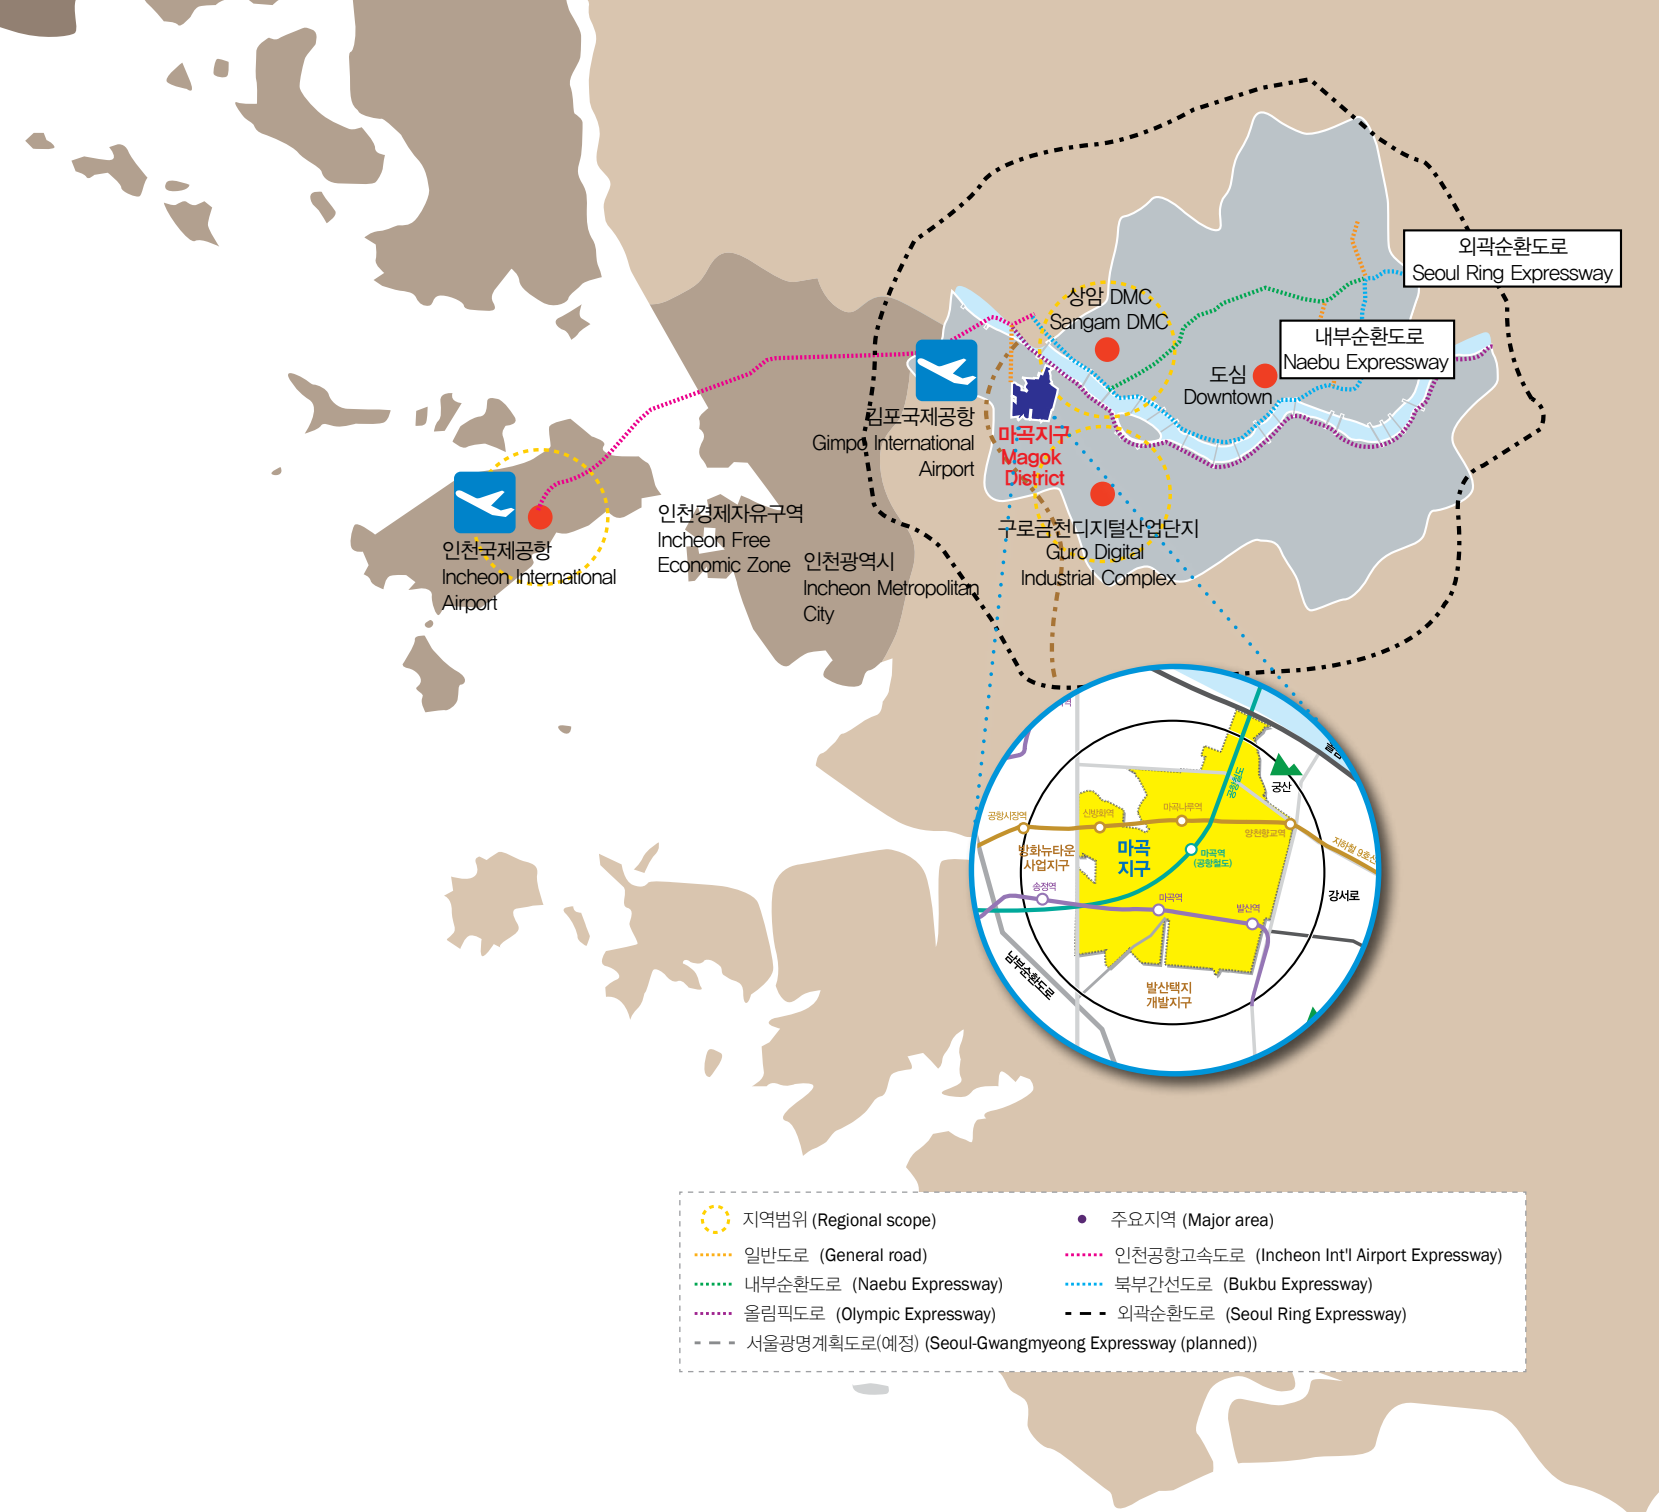 외곽순환도로
Seoul Ring Expressway
상암 DMC
Sangam DMC
내부순환도로
Naebu Expressway
도심
Downtown
김포국제공항
Gimpo International
Airport
마곡지구
Magok
District
구로금천디지털산업단지
Guro Digital
Industrial Complex
인천경제자유구역
Incheon Free
Economic Zone
인천광역시
Incheon Metropolitan
City
인천국제공항
Incheon International
Airport
궁산
공항철도
공항시장역
신방화역
마곡나루역
양천향교역
지하철 9호선
방화뉴타운
사업지구
마곡
지구
마곡역
(공항철도)
송정역
마곡역
발산역
강서로
남부순환도로
발산택지
개발지구
지역범위 (Regional scope)
주요지역 (Major area)
일반도로 (General road)
인천공항고속도로 (Incheon Int'l Airport Expressway)
내부순환도로 (Naebu Expressway)
북부간선도로 (Bukbu Expressway)
올림픽도로 (Olympic Expressway)
외곽순환도로 (Seoul Ring Expressway)
서울광명계획도로(예정) (Seoul-Gwangmyeong Expressway (planned))